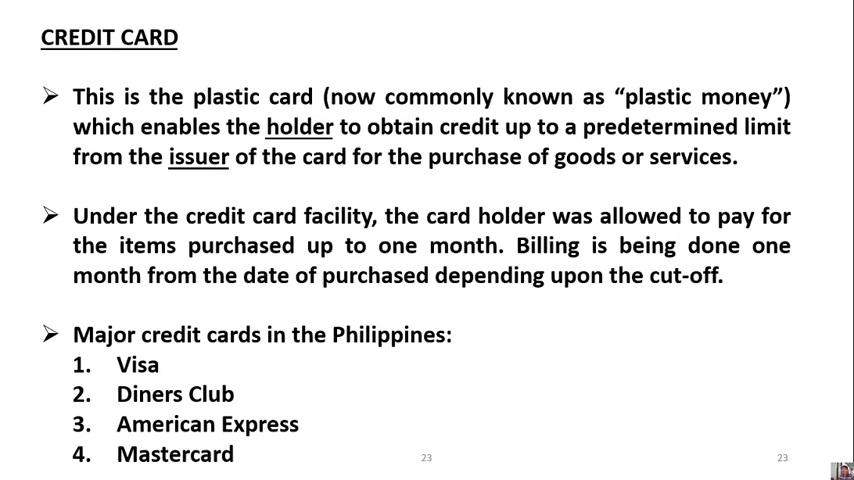 CREDIT CARD
➢ This is the plastic card (now commonly known as “plastic money”)
which enables the holder to obtain credit up to a predetermined limit
from the issuer of the card for the purchase of goods or services.
➢ Under the credit card facility, the card holder was allowed to pay for
the items purchased up to one month. Billing is being done one
month from the date of purchased depending upon the cut-off.
➢ Major credit cards in the Philippines:
1. Visa
2. Diners Club
3. American Express
4. Mastercard
23
23